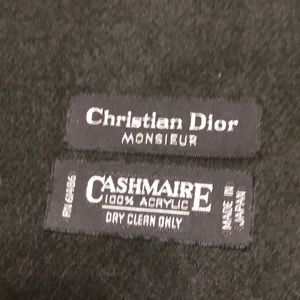 Christian Dior
MONSIEUR
CASHMAIRE
100% ACRYLIC
DRY CLEAN ONLY
MADE IN
JAPAN